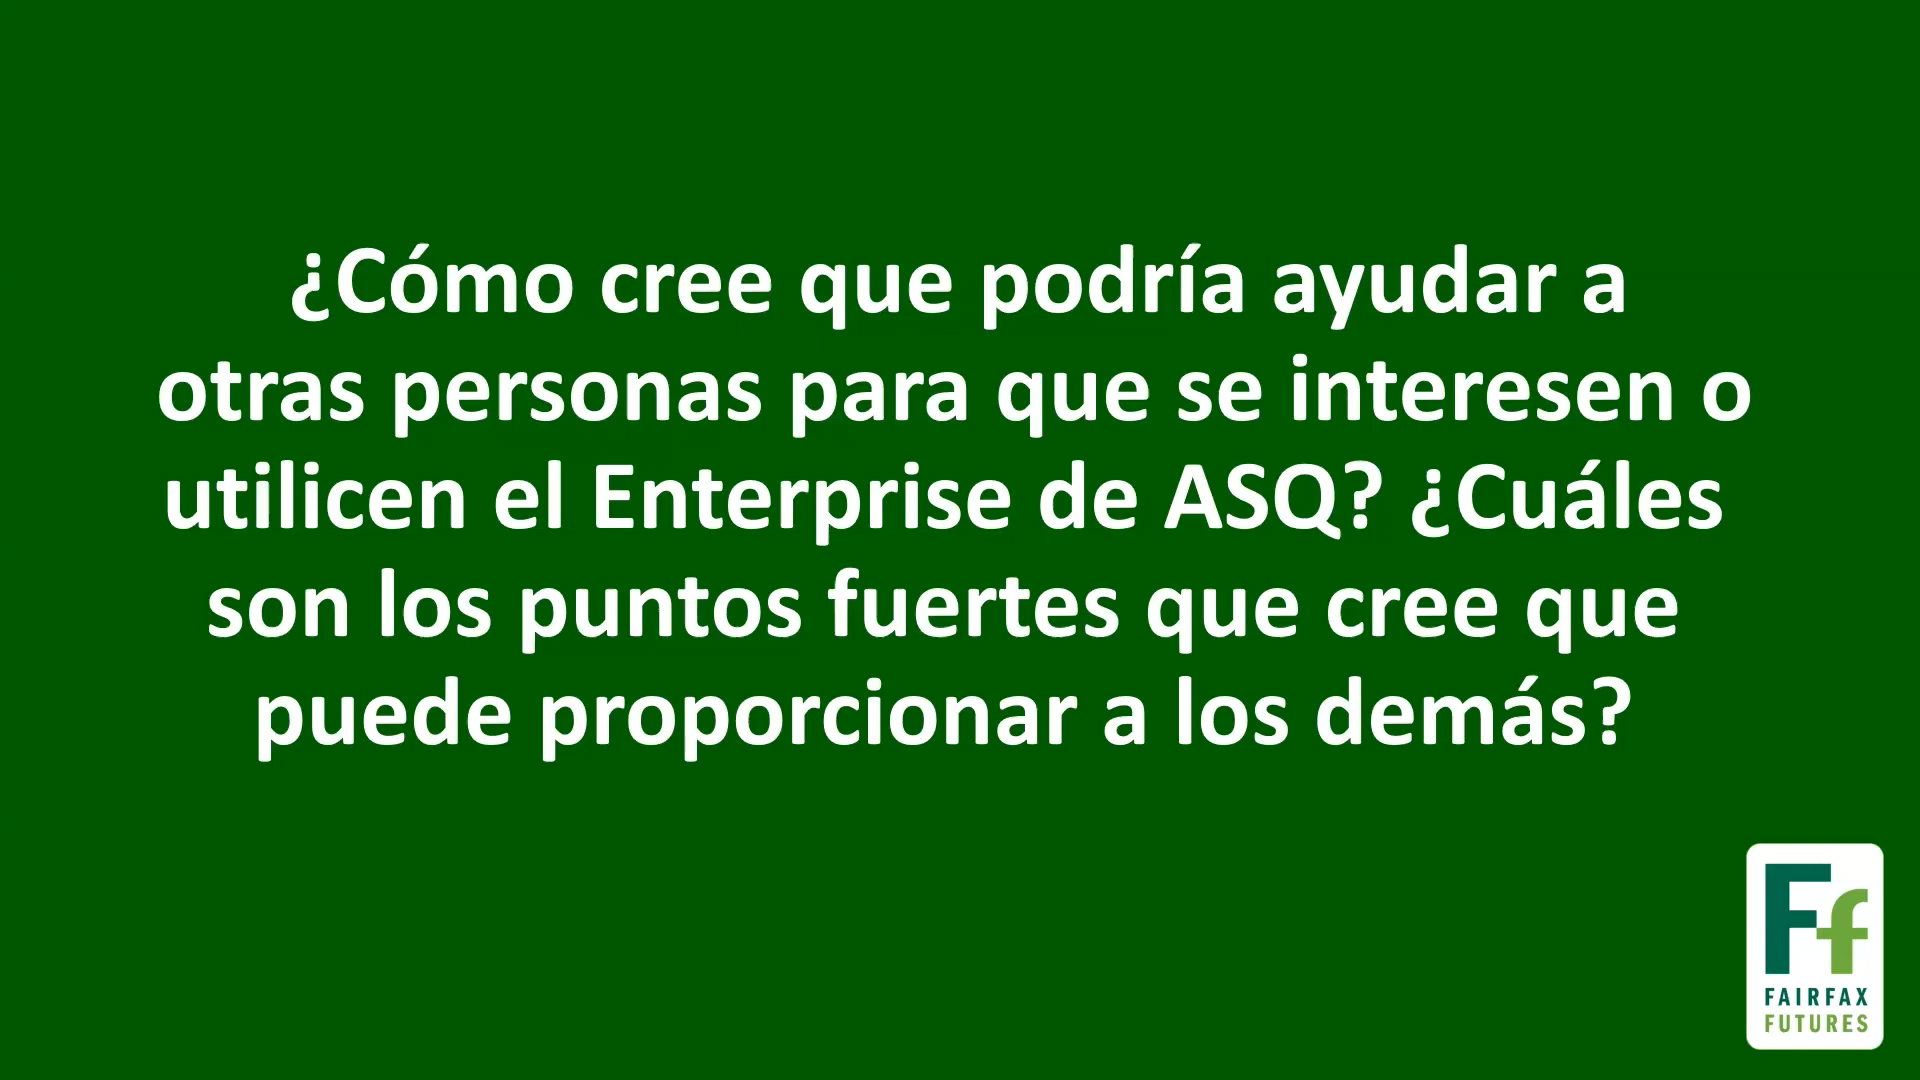 ¿Cómo cree que podría ayudar a
otras personas para que se interesen o
utilicen el Enterprise de ASQ? ¿Cuáles
son los puntos fuertes que cree que
puede proporcionar a los demás?
Ff
FAIRFAX
FUTURES